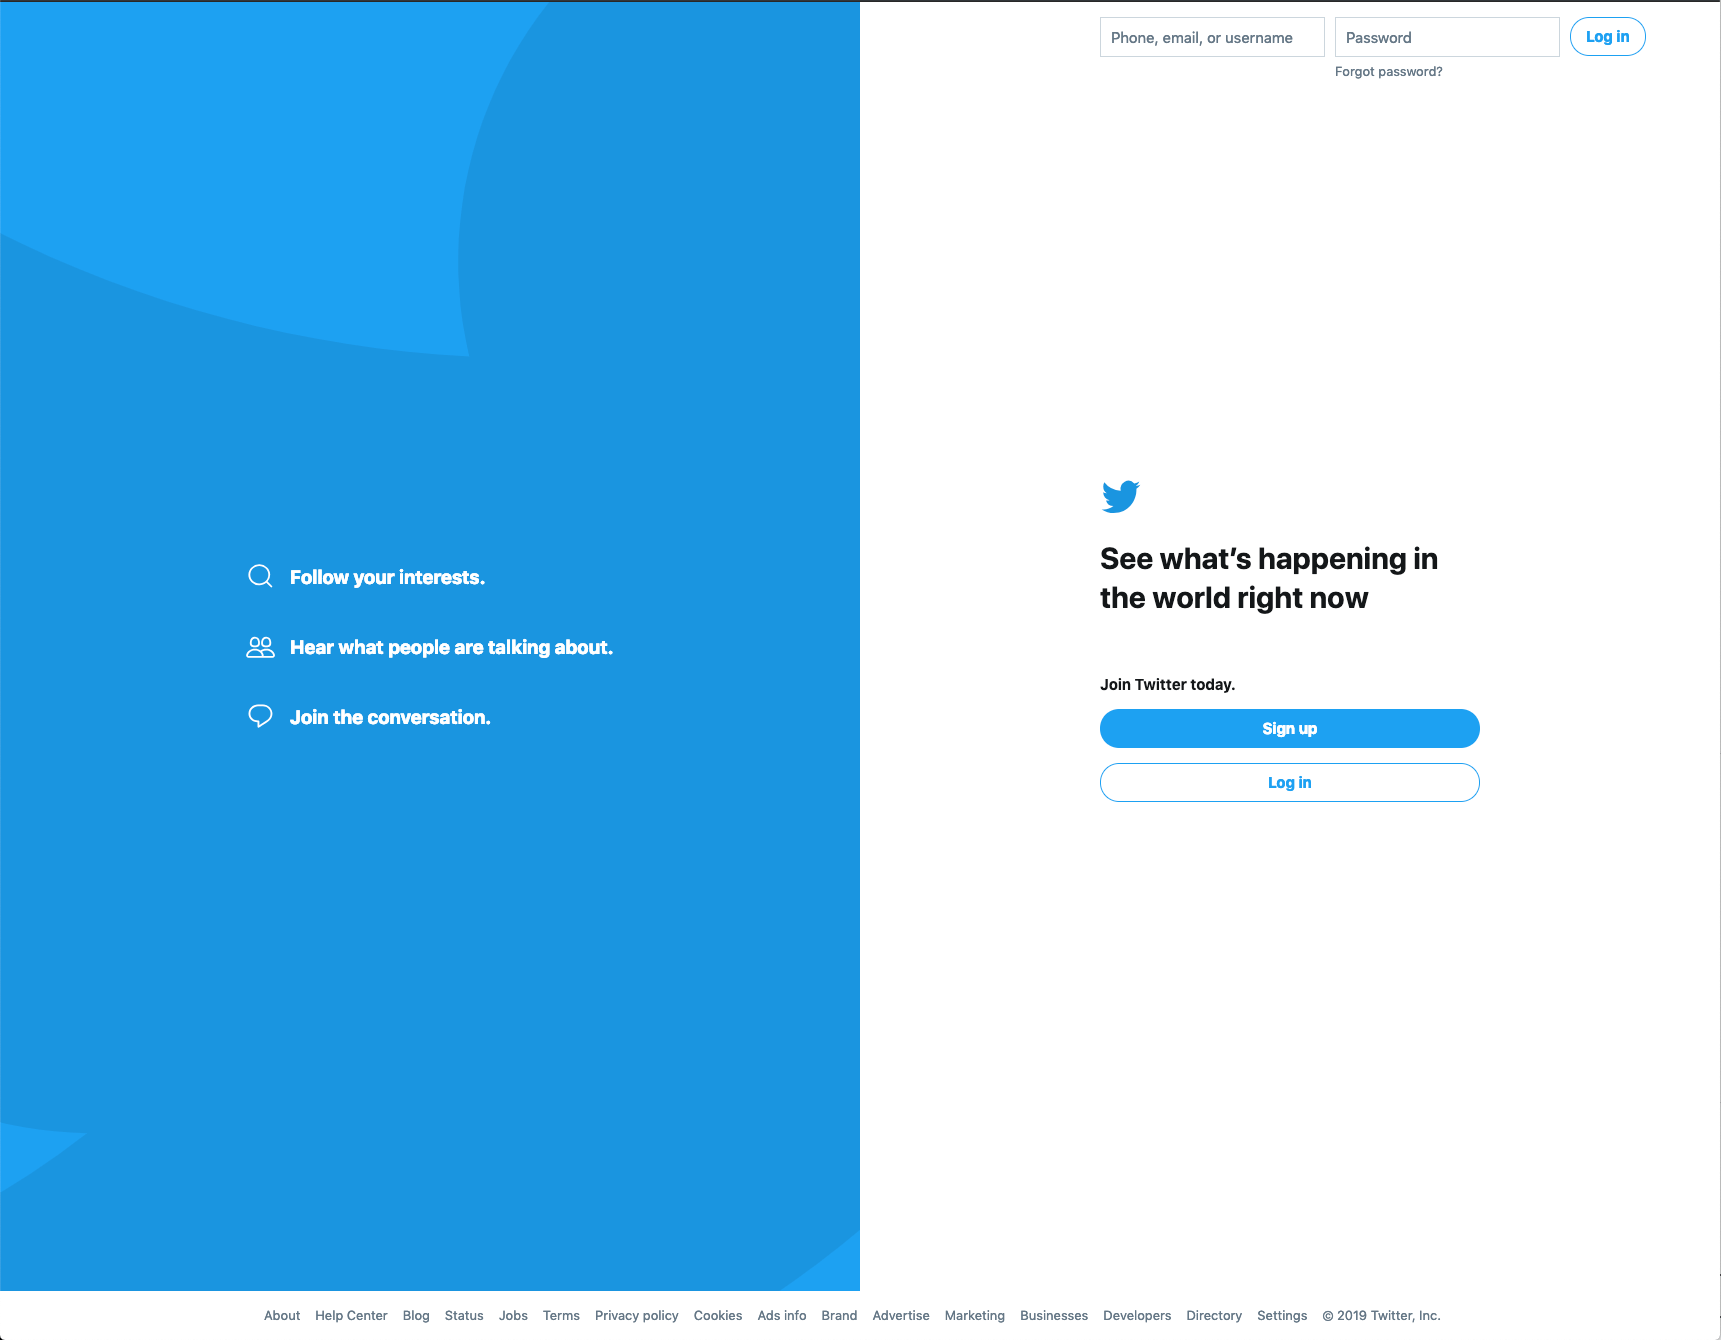 Phone, email, or username Password Log in
Forgot password?
Follow your interests.
Hear what people are talking about.
Join the conversation.
See what’s happening in
the world right now
Join Twitter today.
Sign up
Log in
About Help Center Blog Status Jobs Terms Privacy policy Cookies Ads info Brand Advertise Marketing Businesses Developers Directory Settings © 2019 Twitter, Inc.